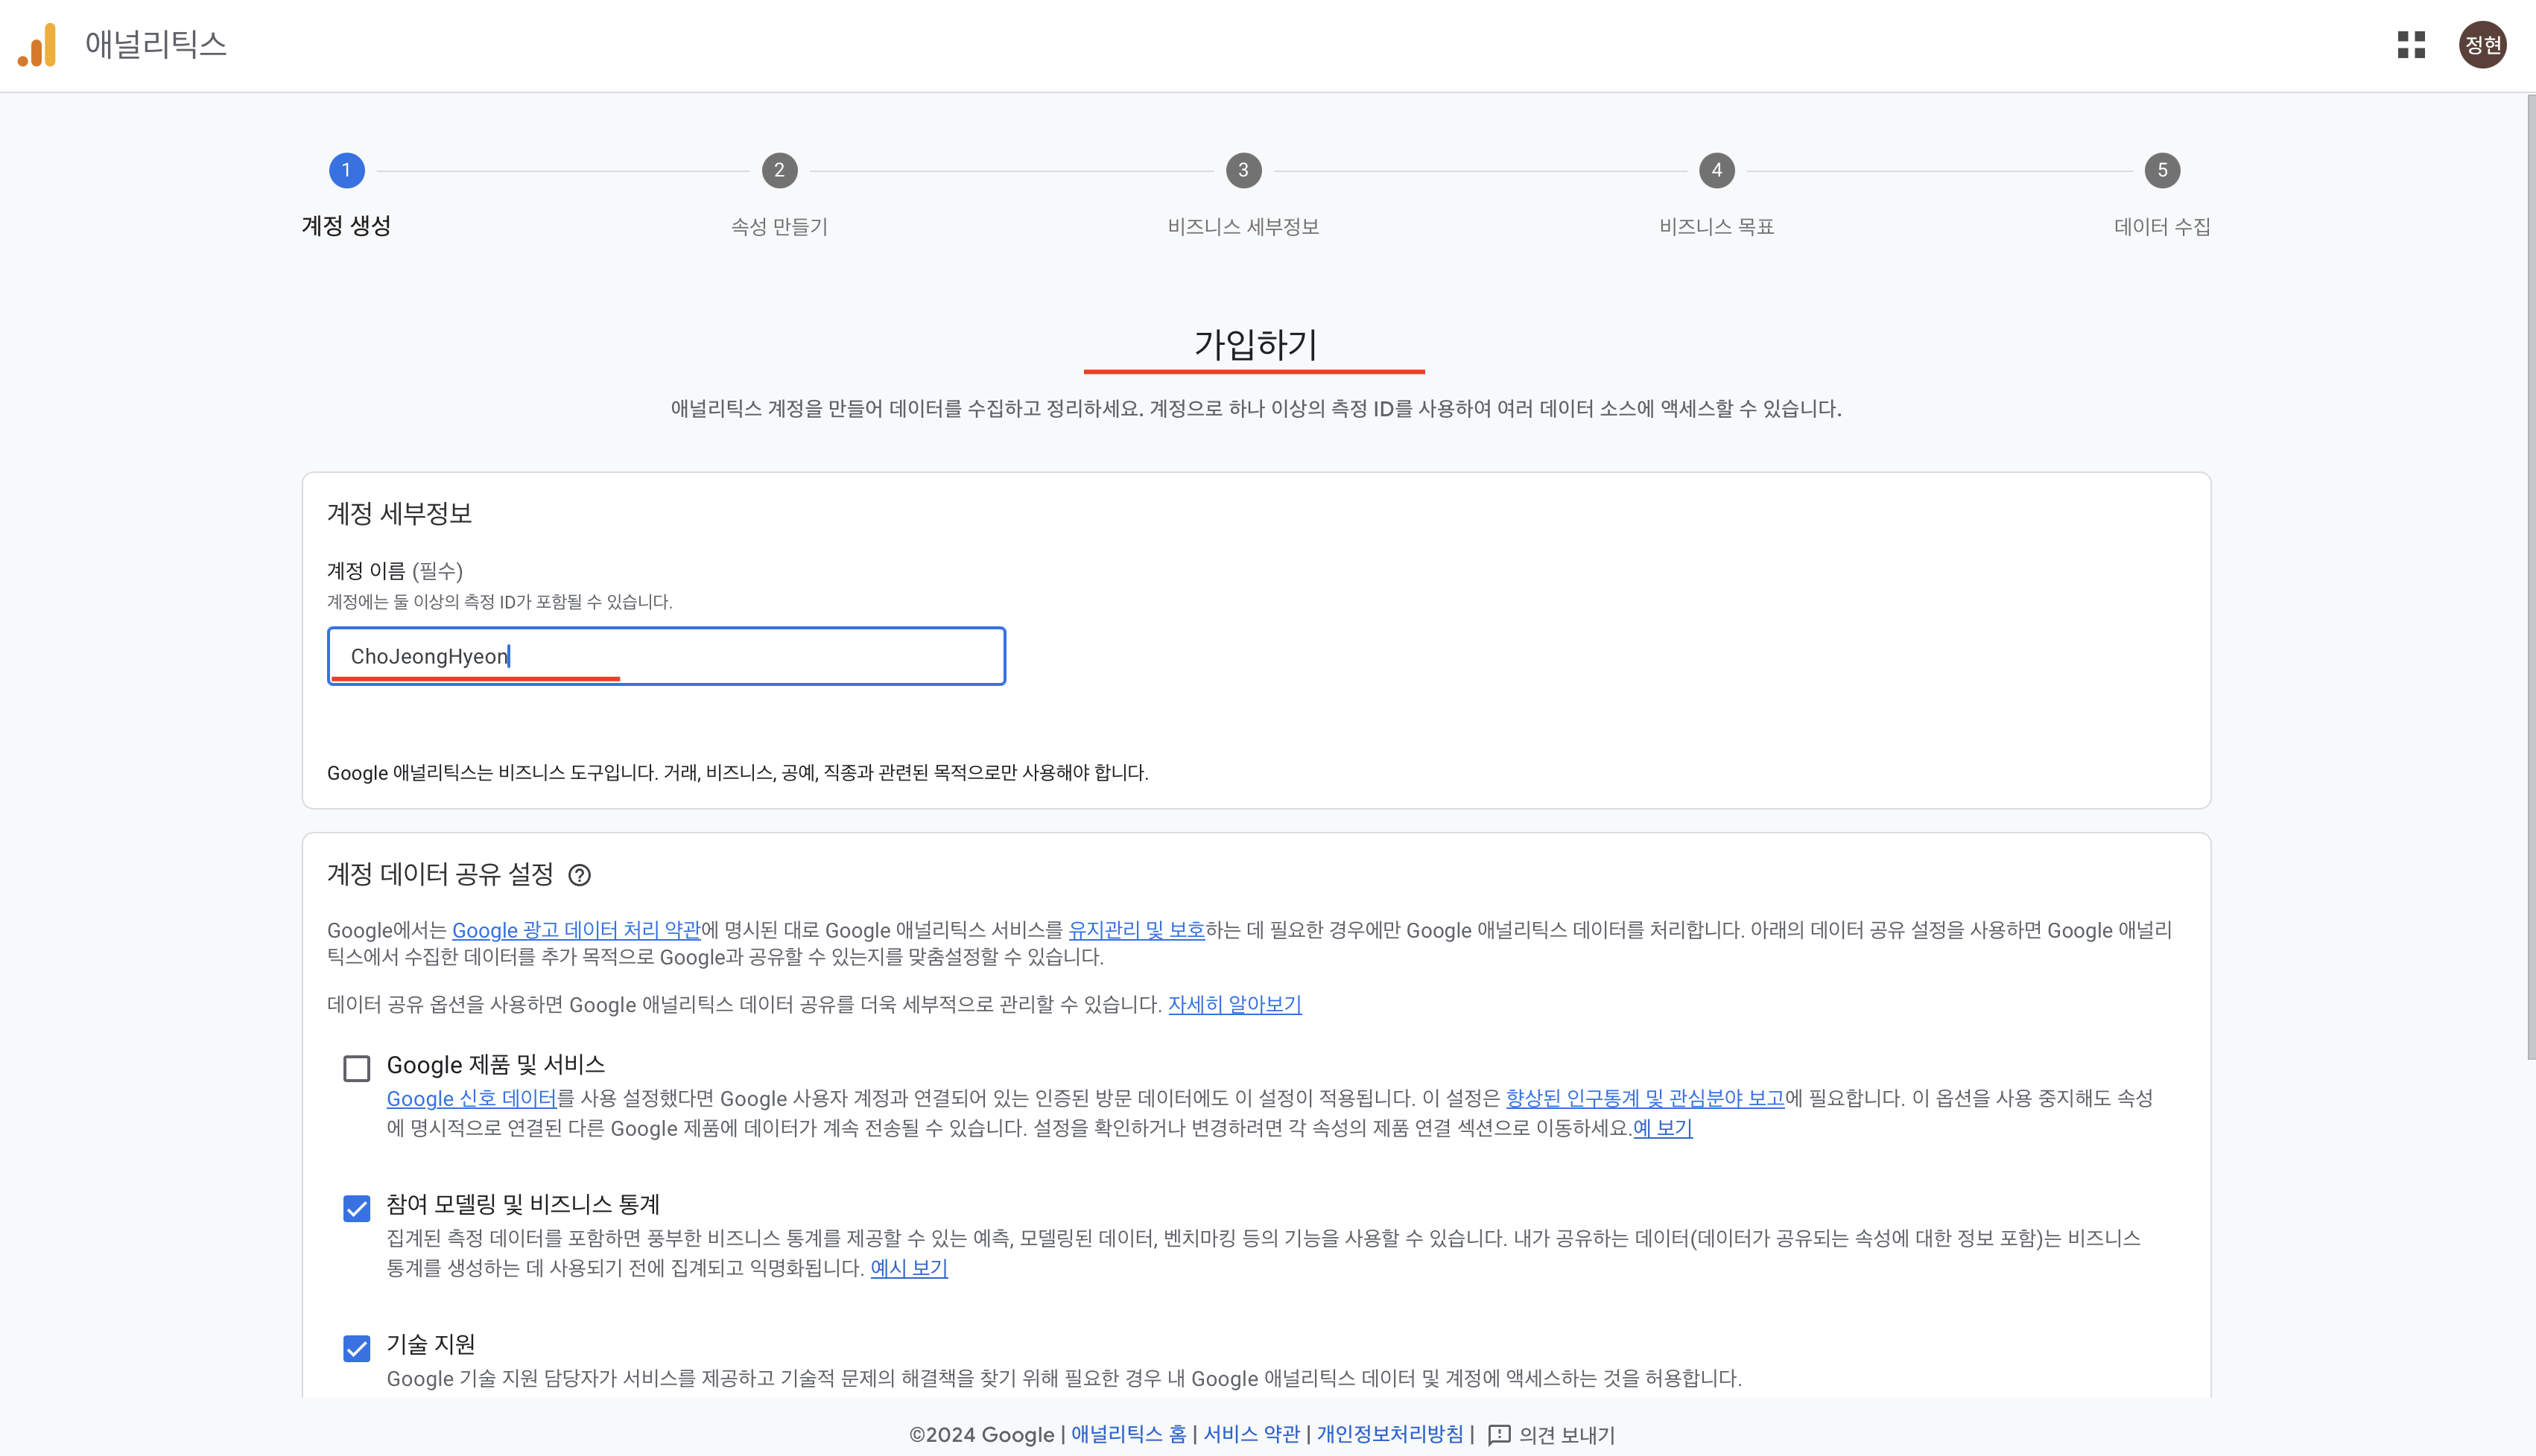 애널리틱스
정현
1
2
3
4
5
계정 생성
속성 만들기
비즈니스 세부정보
비즈니스 목표
데이터 수집
가입하기
애널리틱스 계정을 만들어 데이터를 수집하고 정리하세요. 계정으로 하나 이상의 측정 ID를 사용하여 여러 데이터 소스에 액세스할 수 있습니다.
계정 세부정보
계정 이름 (필수)
계정에는 둘 이상의 측정 ID가 포함될 수 있습니다.
ChoJeongHyeon
Google 애널리틱스는 비즈니스 도구입니다. 거래, 비즈니스, 공예, 직종과 관련된 목적으로만 사용해야 합니다.
계정 데이터 공유 설정
Google에서는 Google 광고 데이터 처리 약관에 명시된 대로 Google 애널리틱스 서비스를 유지관리 및 보호하는 데 필요한 경우에만 Google 애널리틱스 데이터를 처리합니다. 아래의 데이터 공유 설정을 사용하면 Google 애널리
틱스에서 수집한 데이터를 추가 목적으로 Google과 공유할 수 있는지를 맞춤설정할 수 있습니다.
데이터 공유 옵션을 사용하면 Google 애널리틱스 데이터 공유를 더욱 세부적으로 관리할 수 있습니다. 자세히 알아보기
Google 제품 및 서비스
Google 신호 데이터를 사용 설정했다면 Google 사용자 계정과 연결되어 있는 인증된 방문 데이터에도 이 설정이 적용됩니다. 이 설정은 향상된 인구통계 및 관심분야 보고에 필요합니다. 이 옵션을 사용 중지해도 속성
에 명시적으로 연결된 다른 Google 제품에 데이터가 계속 전송될 수 있습니다. 설정을 확인하거나 변경하려면 각 속성의 제품 연결 섹션으로 이동하세요.예 보기
참여 모델링 및 비즈니스 통계
집계된 측정 데이터를 포함하면 풍부한 비즈니스 통계를 제공할 수 있는 예측, 모델링된 데이터, 벤치마킹 등의 기능을 사용할 수 있습니다. 내가 공유하는 데이터(데이터가 공유되는 속성에 대한 정보 포함)는 비즈니스
통계를 생성하는 데 사용되기 전에 집계되고 익명화됩니다. 예시 보기
기술 지원
Google 기술 지원 담당자가 서비스를 제공하고 기술적 문제의 해결책을 찾기 위해 필요한 경우 내 Google 애널리틱스 데이터 및 계정에 액세스하는 것을 허용합니다.
©2024 Google | 애널리틱스 홈 | 서비스 약관 | 개인정보처리방침 | 의견 보내기